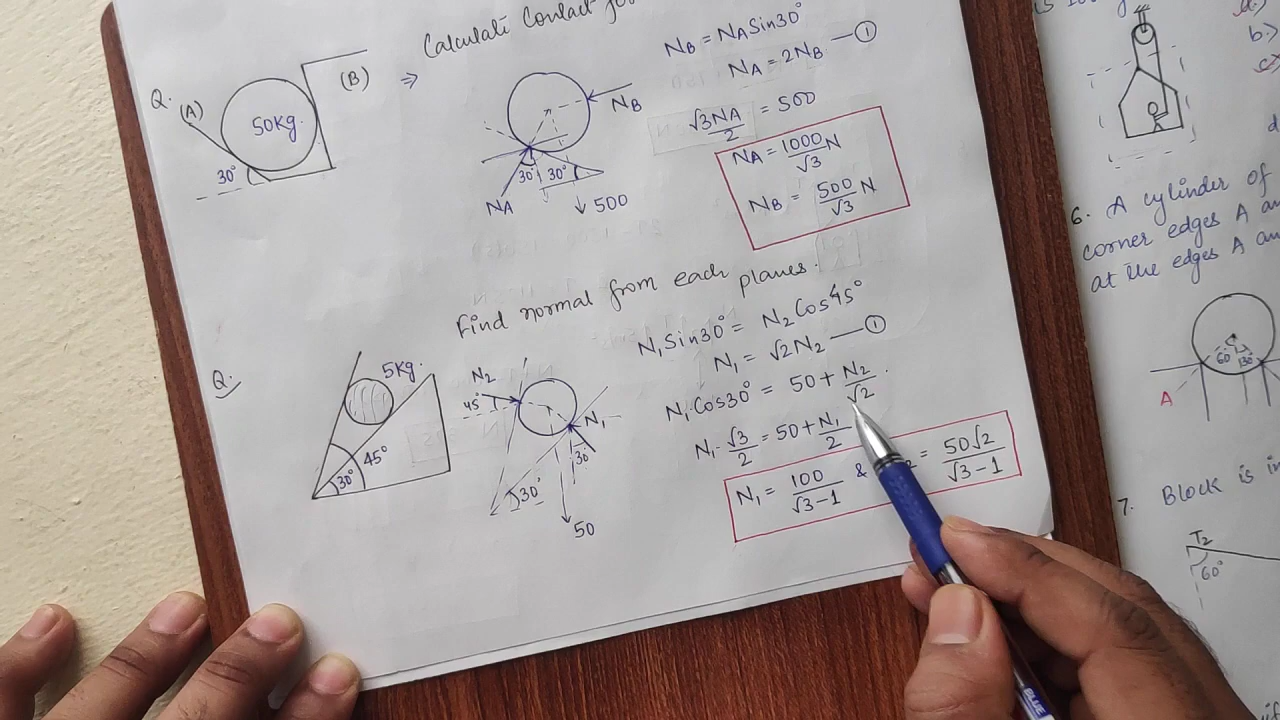 Calculate Contact
Q. (A) 50kg. (B) ⇒ 30°
NB
30° 30°
NA ↓ 500
NB = NA Sin30°
NA = 2NB —①
√3NA/2 = 500
NA = 1000/√3 N
NB = 500/√3 N
Find normal from each planes.
Q. 5kg. 30° 45°
N2 45° N1 30° 30° 50
N1 Sin30° = N2 Cos45°
N1 = √2N2 —①
N1 Cos30° = 50 + N2/√2
N1 · √3/2 = 50 + N1/2
N1 = 100/(√3-1) & 2 = 50√2/(√3-1)
b:>
c:>
6. A cylinder of
corner edges A
at the edges A
60° 30°
A
7. Block is
T2
60°
BLUE